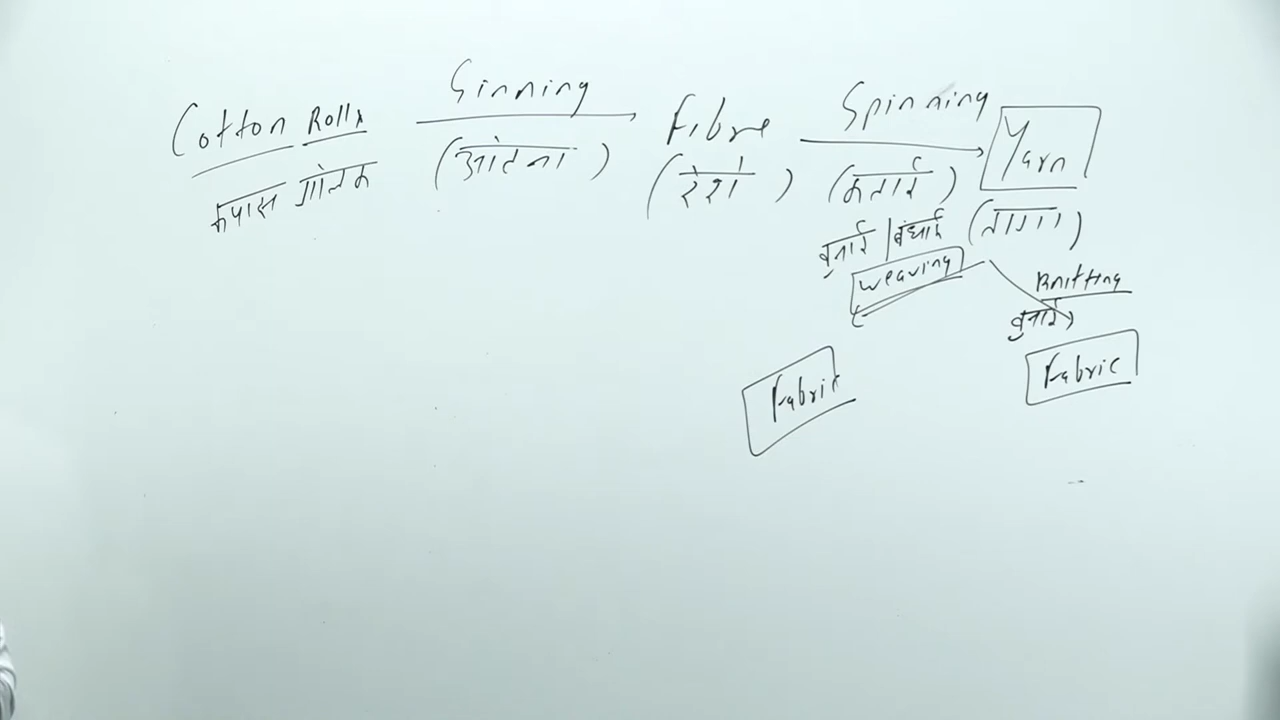 Cotton Rolls
कपास गोलक
Ginning
(ओटना)
Fibre
(रेशे)
Spinning
(कताई)
Yarn
(तागा)
बुनाई | बंधाई
Weaving
Knitting
बुनाई
Fabric
Fabric